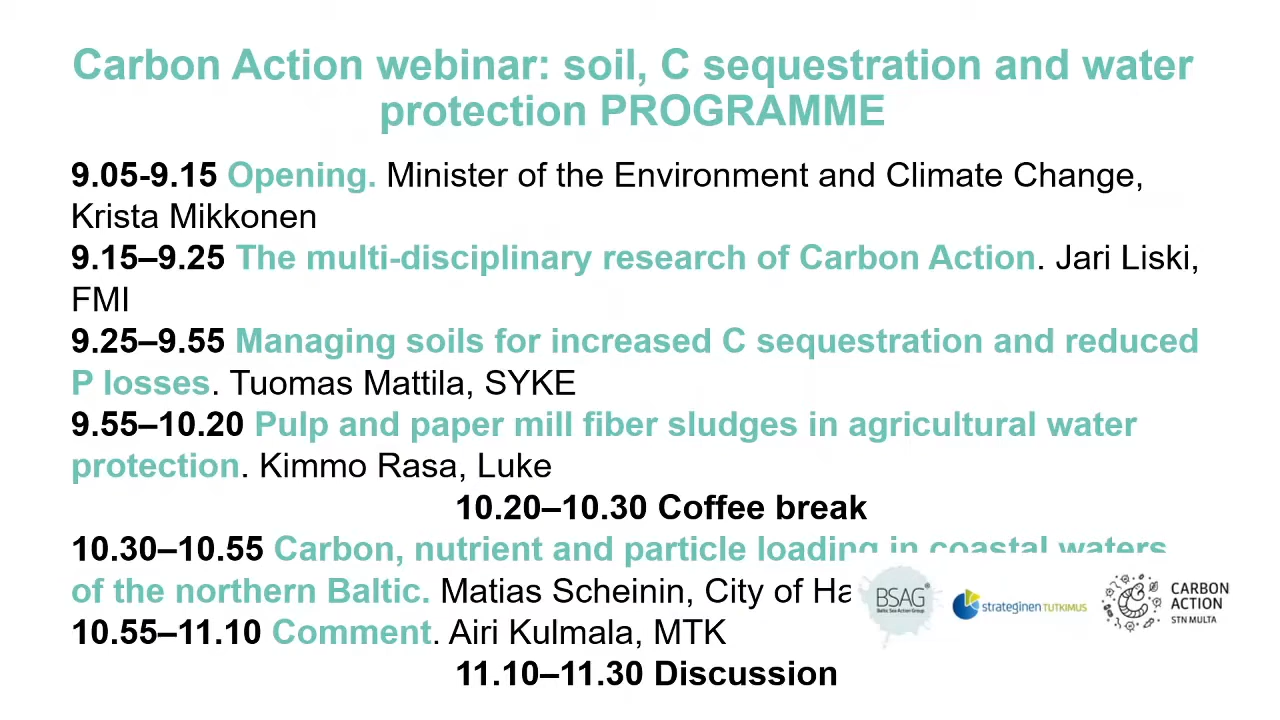 Carbon Action webinar: soil, C sequestration and water
protection PROGRAMME
9.05-9.15 Opening. Minister of the Environment and Climate Change,
Krista Mikkonen
9.15–9.25 The multi-disciplinary research of Carbon Action. Jari Liski,
FMI
9.25–9.55 Managing soils for increased C sequestration and reduced
P losses. Tuomas Mattila, SYKE
9.55–10.20 Pulp and paper mill fiber sludges in agricultural water
protection. Kimmo Rasa, Luke
10.20–10.30 Coffee break
10.30–10.55 Carbon, nutrient and particle loading in coastal waters
of the northern Baltic. Matias Scheinin, City of Ha
10.55–11.10 Comment. Airi Kulmala, MTK
11.10–11.30 Discussion
BSAG
Baltic Sea Action Group
strateginen TUTKIMUS
CARBON
ACTION
STN MULTA